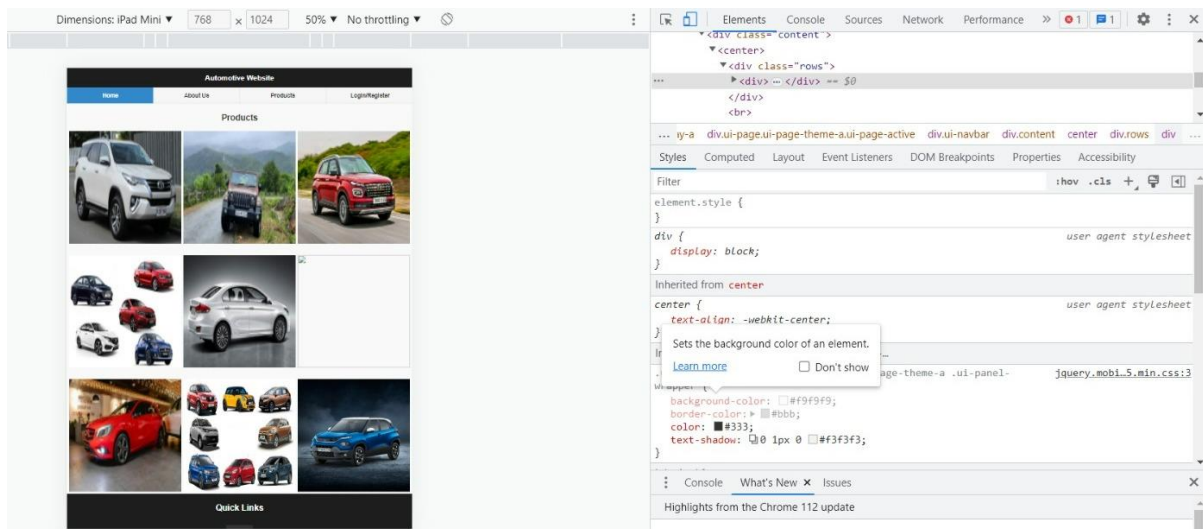 Dimensions: iPad Mini ▼ 768 × 1024 50% ▼ No throttling ▼
Automotive Website
Home About Us Products Login/Register
Products
Quick Links
Elements Console Sources Network Performance » 1 1
<div class="content">
▼<center>
▼<div class="rows">
... ▶<div> … </div> == $0
</div>
<br>
... div.ui-page.ui-page-theme-a.ui-page-active div.ui-navbar div.content center div.rows div ...
Styles Computed Layout Event Listeners DOM Breakpoints Properties Accessibility
Filter :hov .cls +
element.style {
}
div { user agent stylesheet
display: block;
}
Inherited from center
center { user agent stylesheet
text-align: -webkit-center;
}
Sets the background color of an element.
Learn more Don't show
age-theme-a .ui-panel- jquery.mobi…5.min.css:3
wrapper {
background-color: #f9f9f9;
border-color: ▶ #bbb;
color: #333;
text-shadow: 0 1px 0 #f3f3f3;
}
Console What's New × Issues
Highlights from the Chrome 112 update